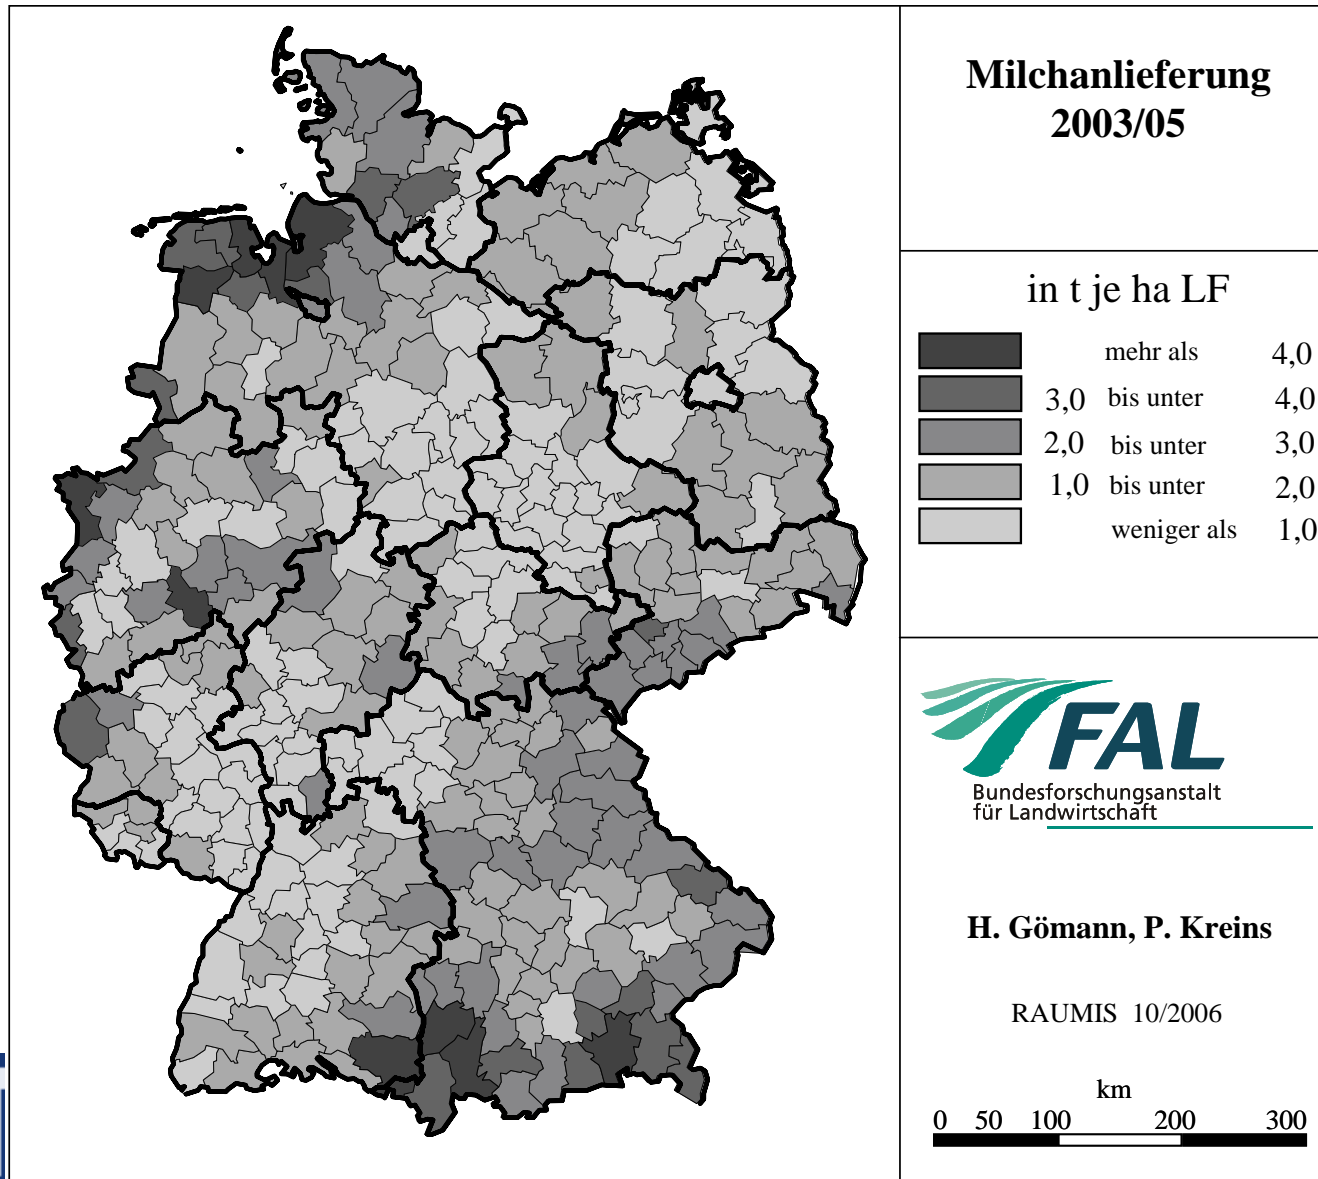 Milchanlieferung
2003/05
in t je ha LF
mehr als 4,0
3,0 bis unter 4,0
2,0 bis unter 3,0
1,0 bis unter 2,0
weniger als 1,0
FAL
Bundesforschungsanstalt
für Landwirtschaft
H. Gömann, P. Kreins
RAUMIS 10/2006
km
0 50 100 200 300